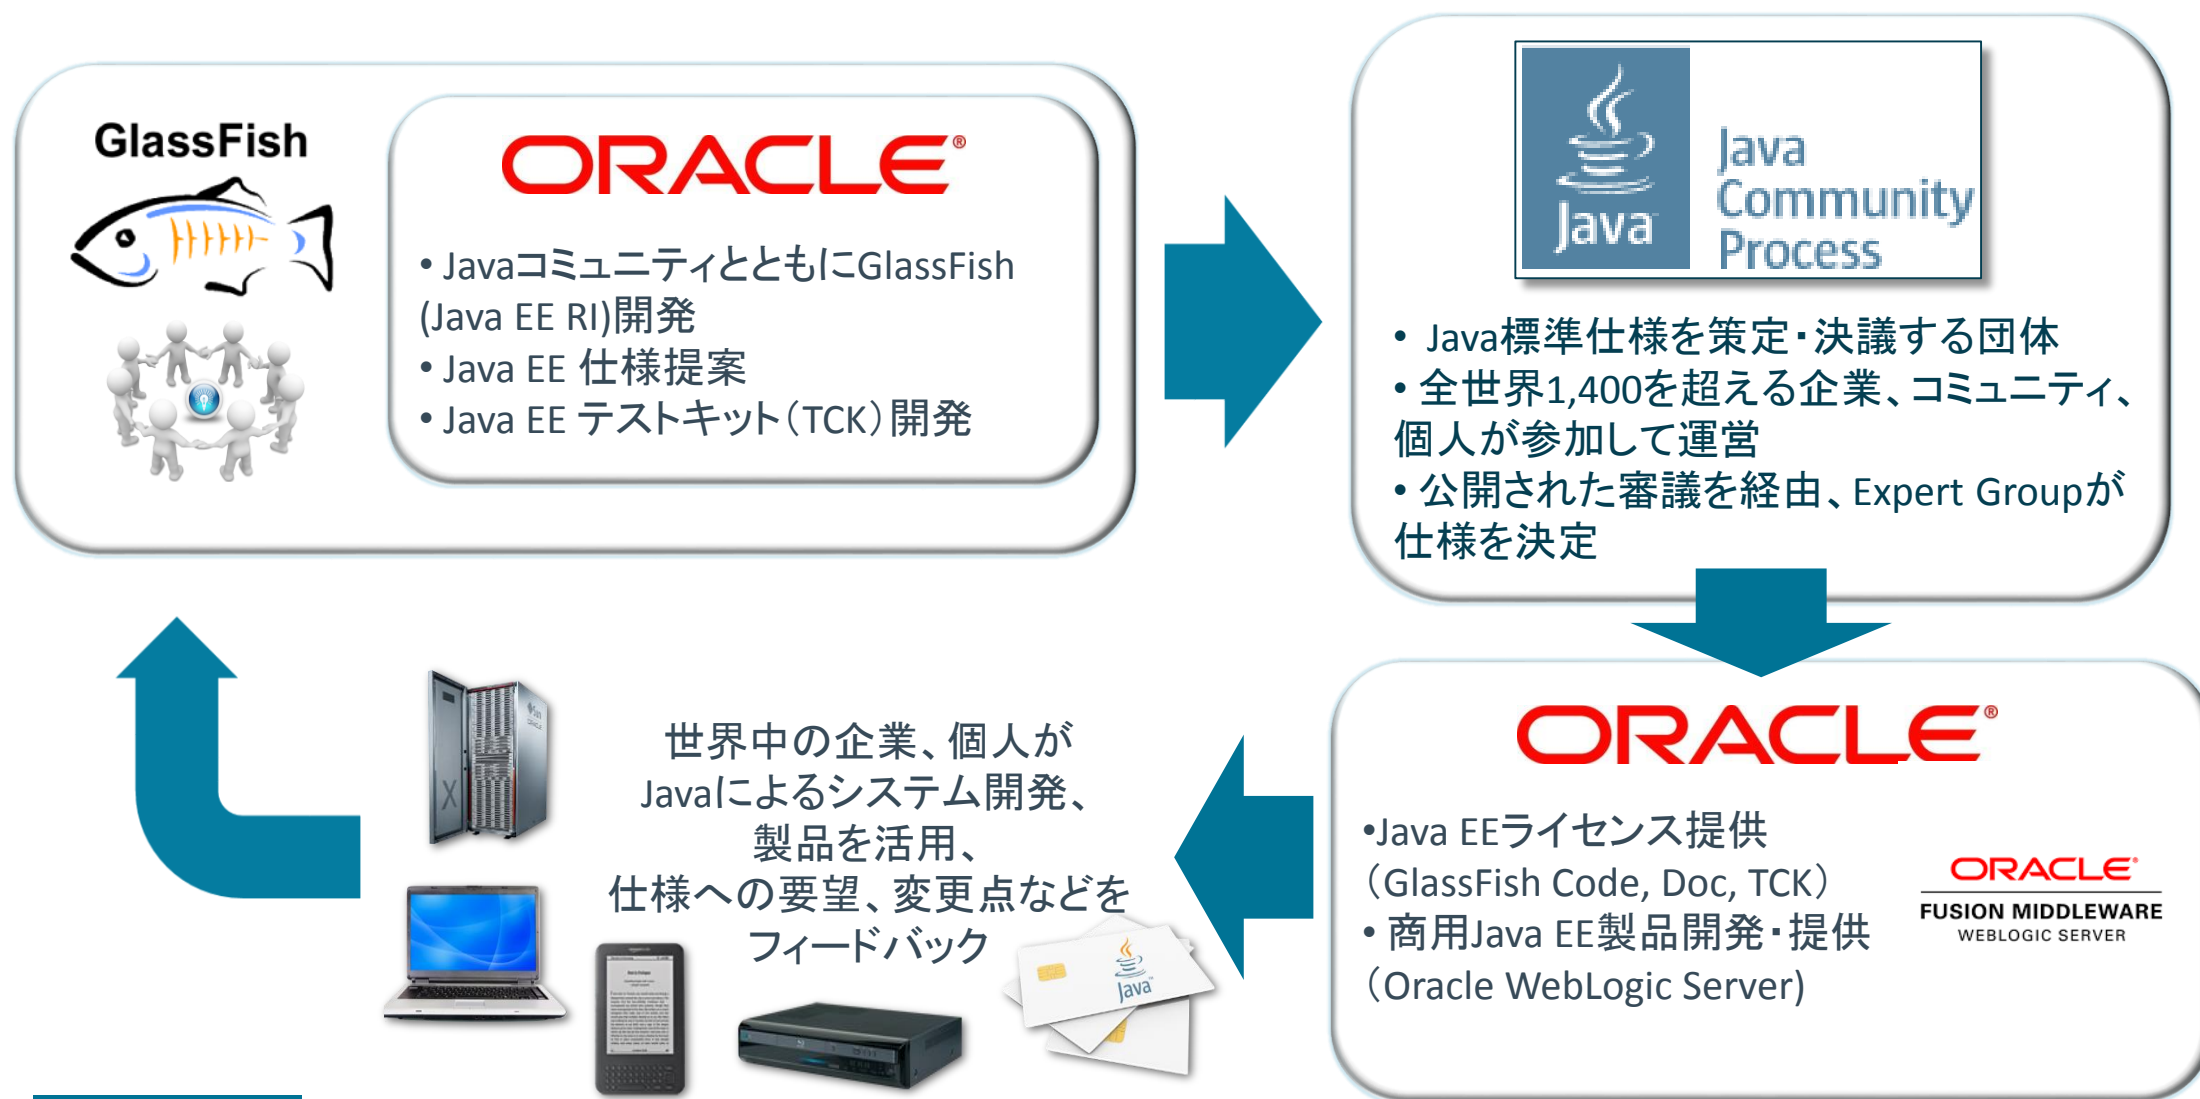 GlassFish
ORACLE®
• JavaコミュニティとともにGlassFish
(Java EE RI)開発
• Java EE 仕様提案
• Java EE テストキット（TCK）開発
Java
Java
Community
Process
• Java標準仕様を策定・決議する団体
• 全世界1,400を超える企業、コミュニティ、
個人が参加して運営
• 公開された審議を経由、Expert Groupが
仕様を決定
世界中の企業、個人が
Javaによるシステム開発、
製品を活用、
仕様への要望、変更点などを
フィードバック
Sun
Java
ORACLE®
•Java EEライセンス提供
（GlassFish Code, Doc, TCK）
• 商用Java EE製品開発・提供
（Oracle WebLogic Server)
ORACLE®
FUSION MIDDLEWARE
WEBLOGIC SERVER